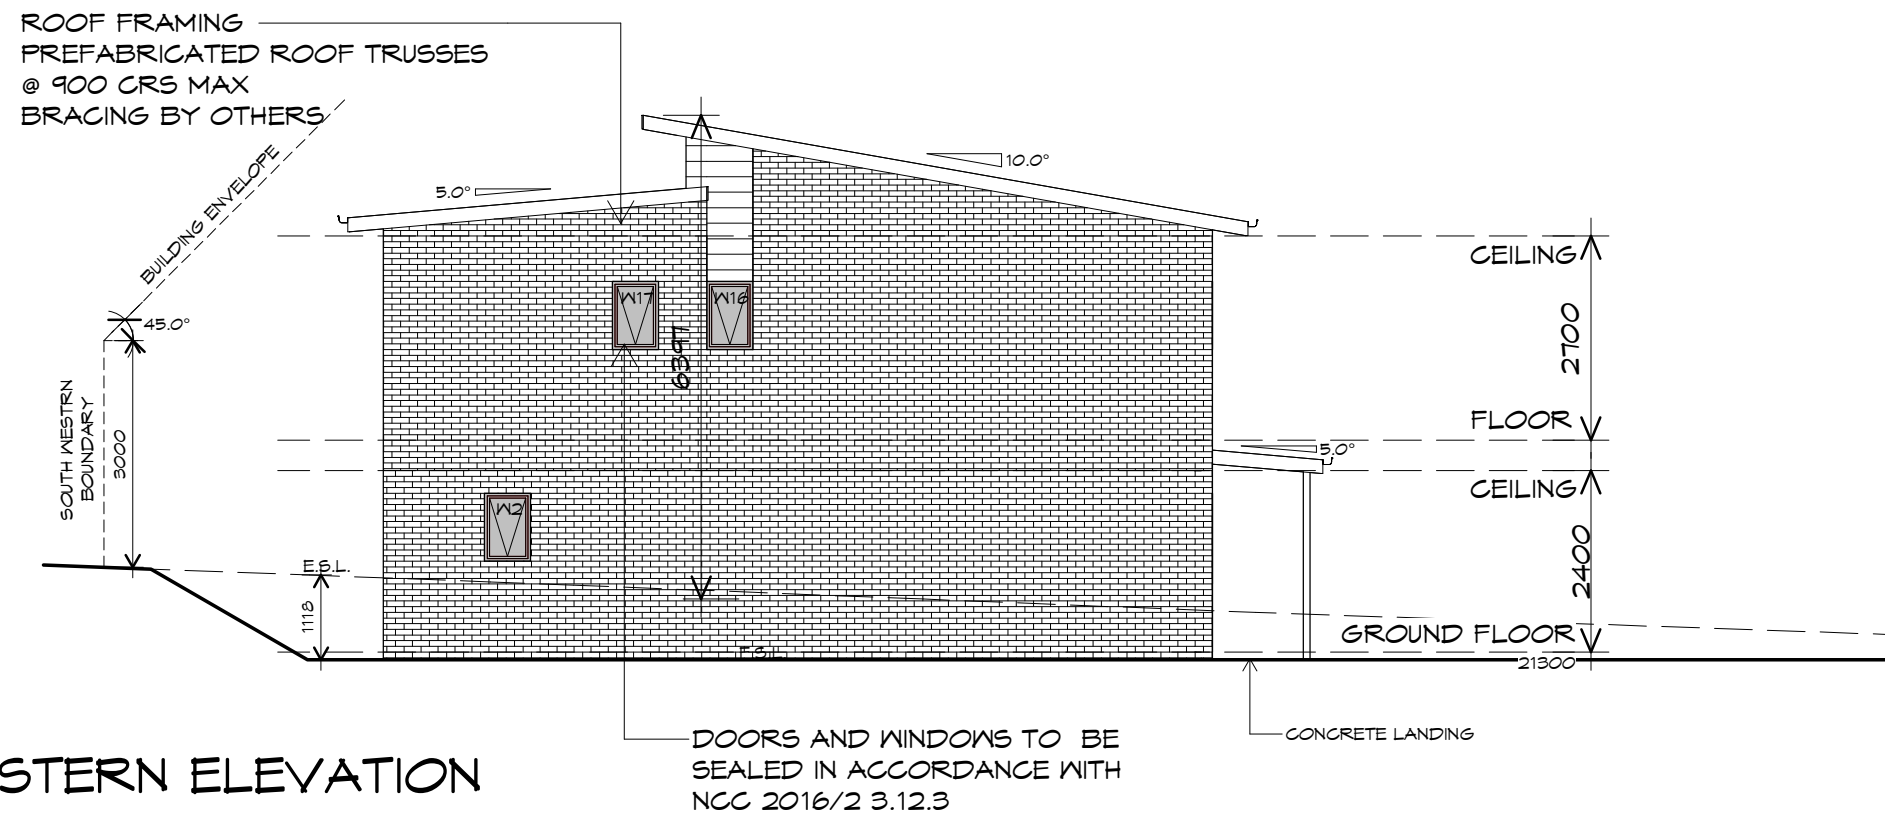 ROOF FRAMING
PREFABRICATED ROOF TRUSSES
@ 900 CRS MAX
BRACING BY OTHERS
BUILDING ENVELOPE
45.0°
SOUTH WESTRN
BOUNDARY
3000
5.0°
10.0°
W17
W16
6397
W2
E.S.L.
1118
F.S.L.
CEILING
2700
FLOOR
5.0°
CEILING
2400
GROUND FLOOR
21300
CONCRETE LANDING
DOORS AND WINDOWS TO BE
SEALED IN ACCORDANCE WITH
NCC 2016/2 3.12.3
STERN ELEVATION